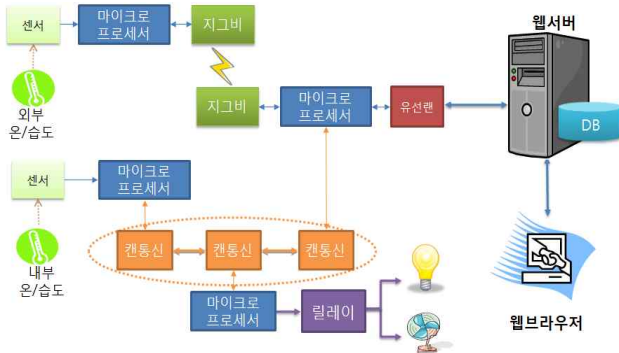 센서
마이크로
프로세서
지그비
웹서버
외부
온/습도
지그비
마이크로
프로세서
유선랜
DB
센서
마이크로
프로세서
캔통신
캔통신
캔통신
내부
온/습도
마이크로
프로세서
릴레이
웹브라우저